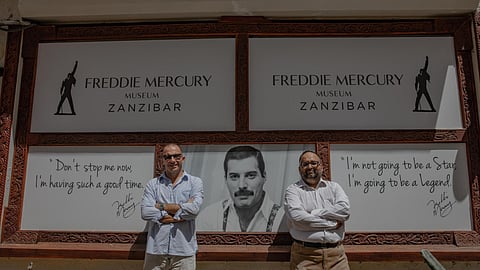 FREDDIE MERCURY
MUSEUM
ZANZIBAR
FREDDIE MERCURY
MUSEUM
ZANZIBAR
"Don't stop me now,
I'm having such a good time.
"I'm not going to be a Star,
I'm going to be a Legend.